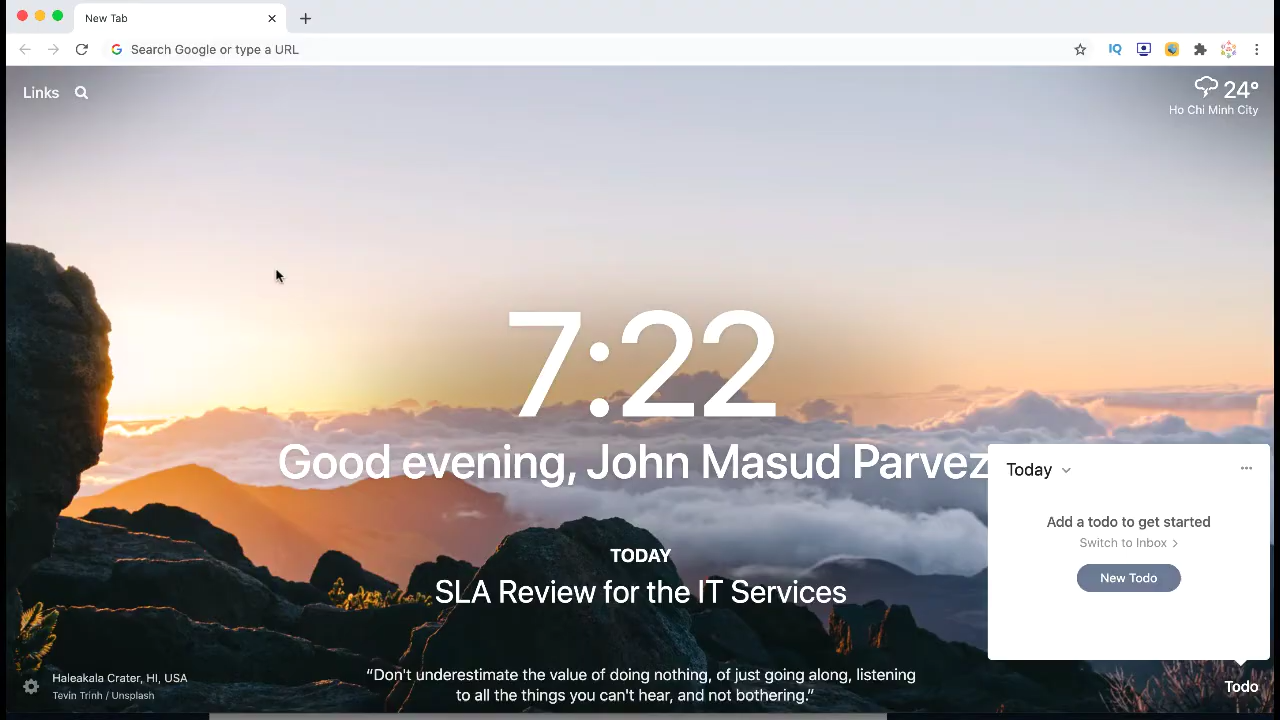 New Tab
Search Google or type a URL
IQ
Links
24°
Ho Chi Minh City
7:22
Good evening, John Masud Parvez
Today
Add a todo to get started
Switch to Inbox
New Todo
TODAY
SLA Review for the IT Services
“Don't underestimate the value of doing nothing, of just going along, listening
to all the things you can't hear, and not bothering.”
Haleakala Crater, HI, USA
Tevin Trinh / Unsplash
Todo